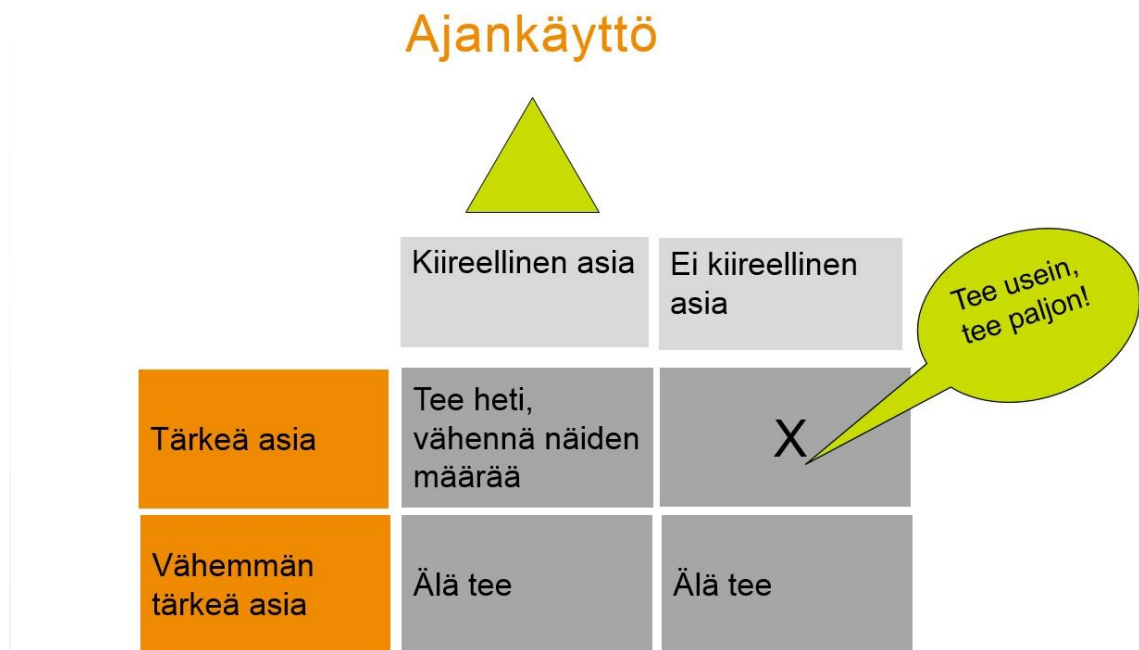 Ajankäyttö
Kiireellinen asia
Ei kiireellinen
asia
Tee usein,
tee paljon!
Tärkeä asia
Tee heti,
vähennä näiden
määrää
X
Vähemmän
tärkeä asia
Älä tee
Älä tee